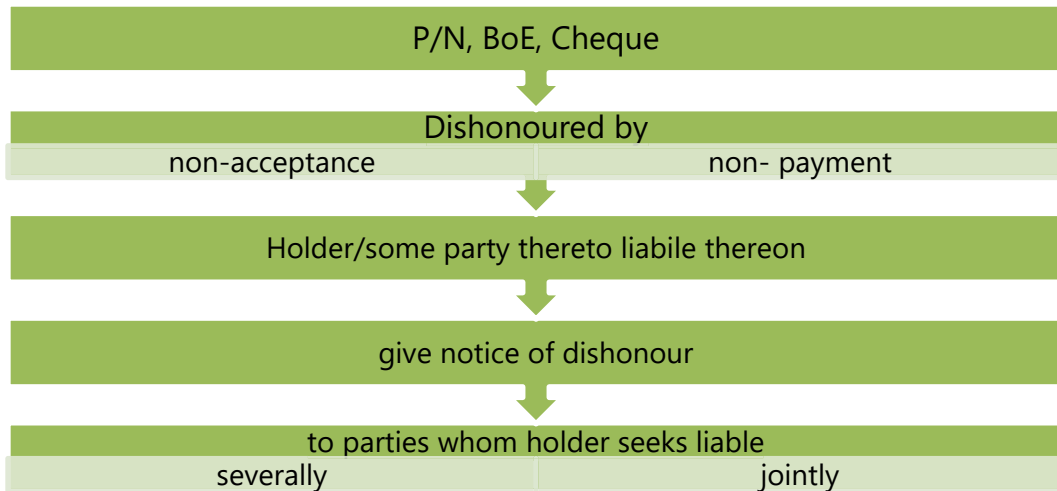 P/N, BoE, Cheque
Dishonoured by
non-acceptance
non- payment
Holder/some party thereto liabile thereon
give notice of dishonour
to parties whom holder seeks liable
severally
jointly